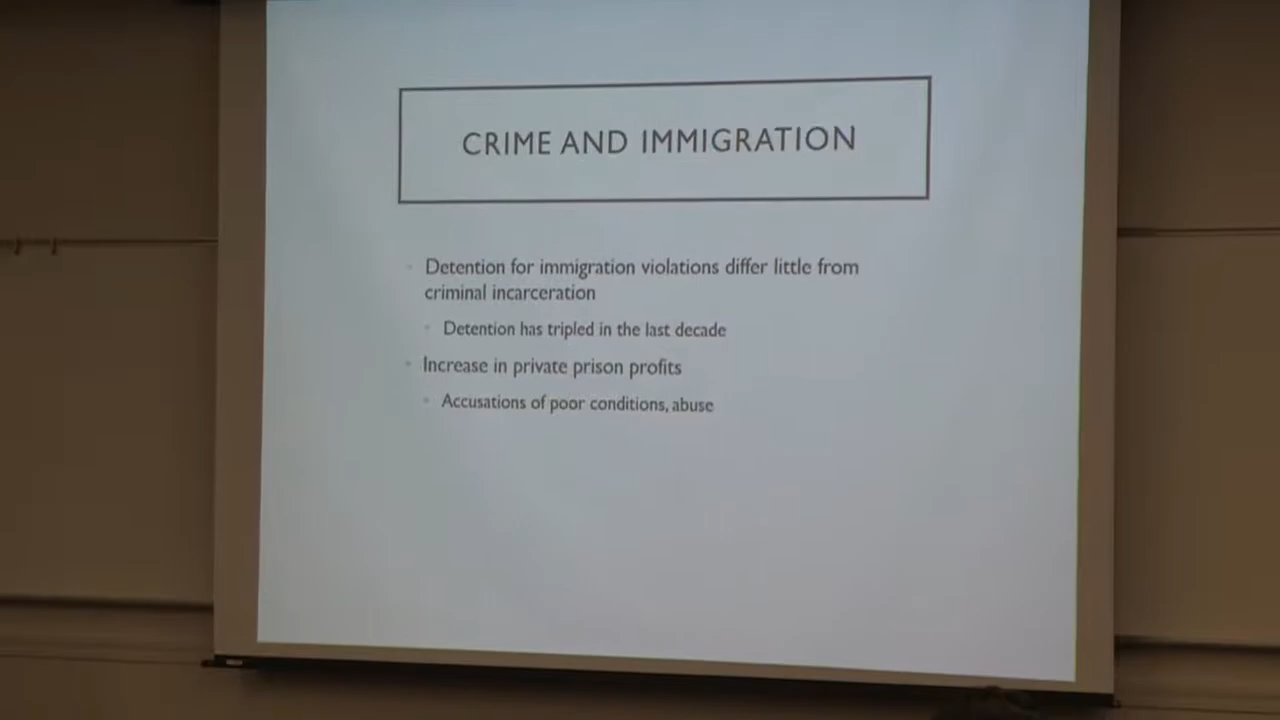 CRIME AND IMMIGRATION
Detention for immigration violations differ little from
criminal incarceration
Detention has tripled in the last decade
Increase in private prison profits
Accusations of poor conditions, abuse